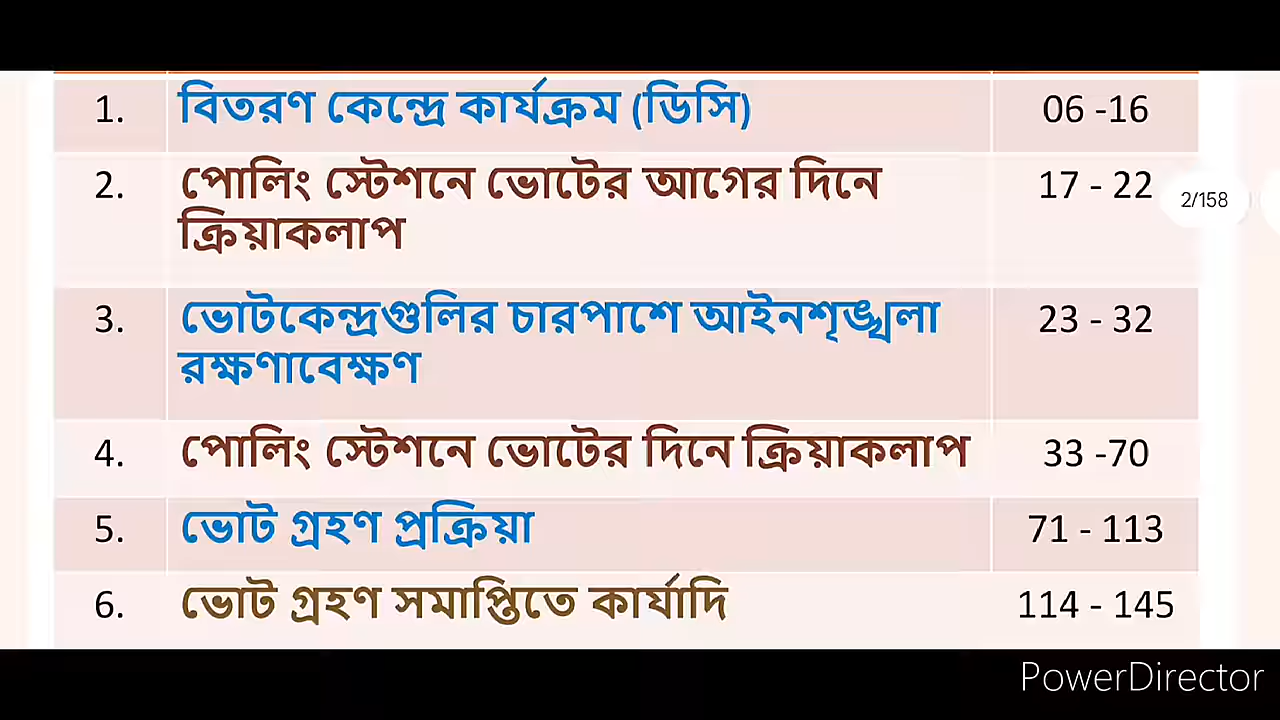 1. বিতরণ কেন্দ্রে কার্যক্রম (ডিসি) 06 -16
2. পোলিং স্টেশনে ভোটের আগের দিনে 17 - 22
2/158
ক্রিয়াকলাপ
3. ভোটকেন্দ্রগুলির চারপাশে আইনশৃঙ্খলা 23 - 32
রক্ষণাবেক্ষণ
4. পোলিং স্টেশনে ভোটের দিনে ক্রিয়াকলাপ 33 -70
5. ভোট গ্রহণ প্রক্রিয়া 71 - 113
6. ভোট গ্রহণ সমাপ্তিতে কার্যাদি 114 - 145
PowerDirector